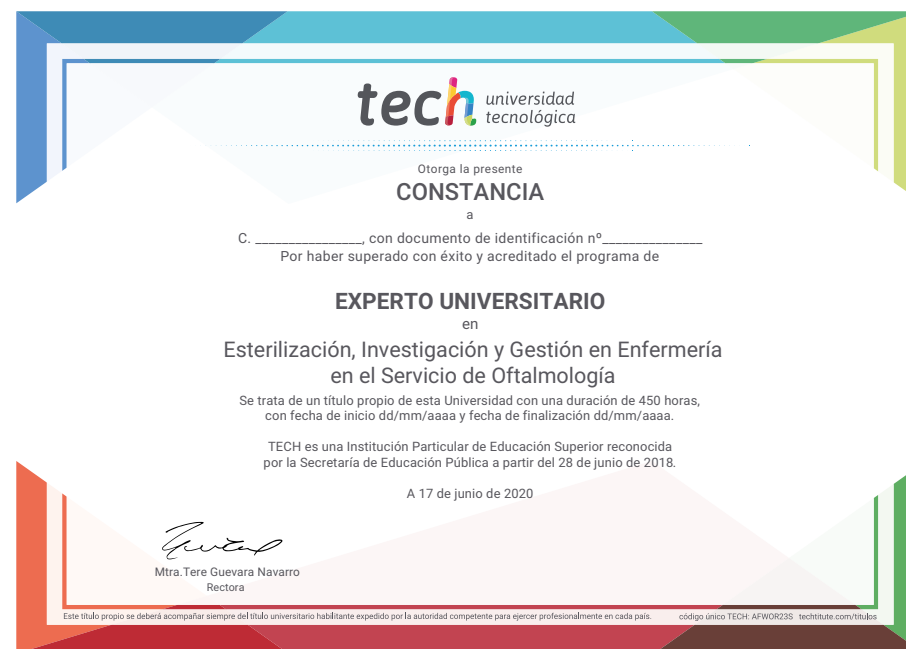 tech universidad
tecnológica
Otorga la presente
CONSTANCIA
a
C. ________________, con documento de identificación nº_______________
Por haber superado con éxito y acreditado el programa de
EXPERTO UNIVERSITARIO
en
Esterilización, Investigación y Gestión en Enfermería
en el Servicio de Oftalmología
Se trata de un título propio de esta Universidad con una duración de 450 horas,
con fecha de inicio dd/mm/aaaa y fecha de finalización dd/mm/aaaa.
TECH es una Institución Particular de Educación Superior reconocida
por la Secretaría de Educación Pública a partir del 28 de junio de 2018.
A 17 de junio de 2020
Mtra.Tere Guevara Navarro
Rectora
Este título propio se deberá acompañar siempre del título universitario habilitante expedido por la autoridad competente para ejercer profesionalmente en cada país. código único TECH: AFWOR23S techtitute.com/titulos